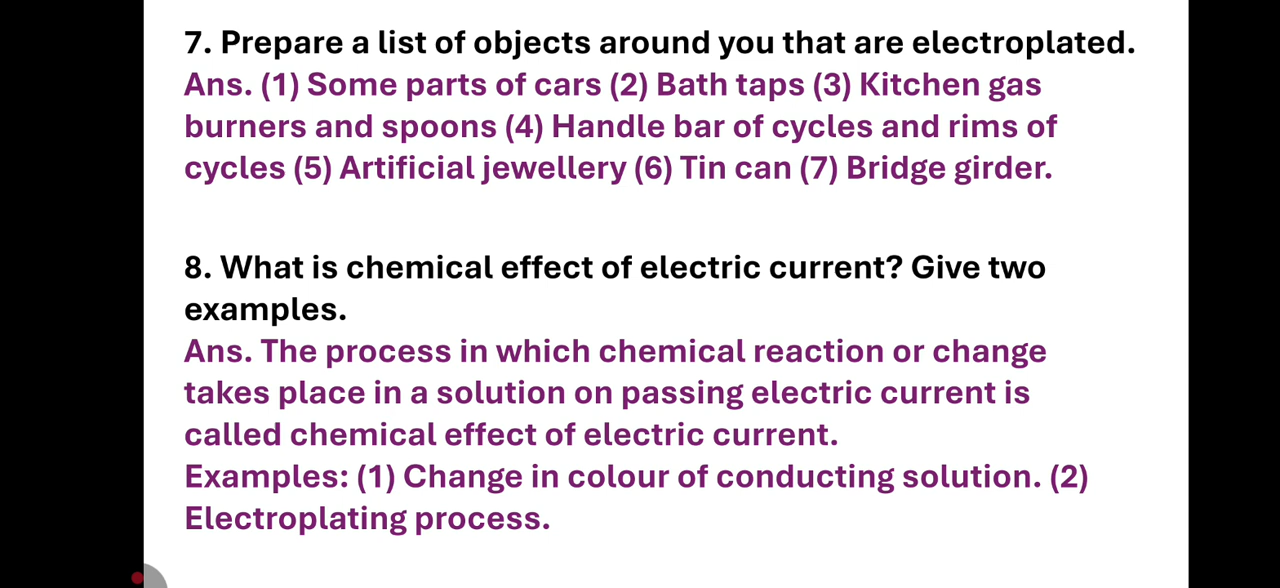 7. Prepare a list of objects around you that are electroplated.
Ans. (1) Some parts of cars (2) Bath taps (3) Kitchen gas
burners and spoons (4) Handle bar of cycles and rims of
cycles (5) Artificial jewellery (6) Tin can (7) Bridge girder.
8. What is chemical effect of electric current? Give two
examples.
Ans. The process in which chemical reaction or change
takes place in a solution on passing electric current is
called chemical effect of electric current.
Examples: (1) Change in colour of conducting solution. (2)
Electroplating process.